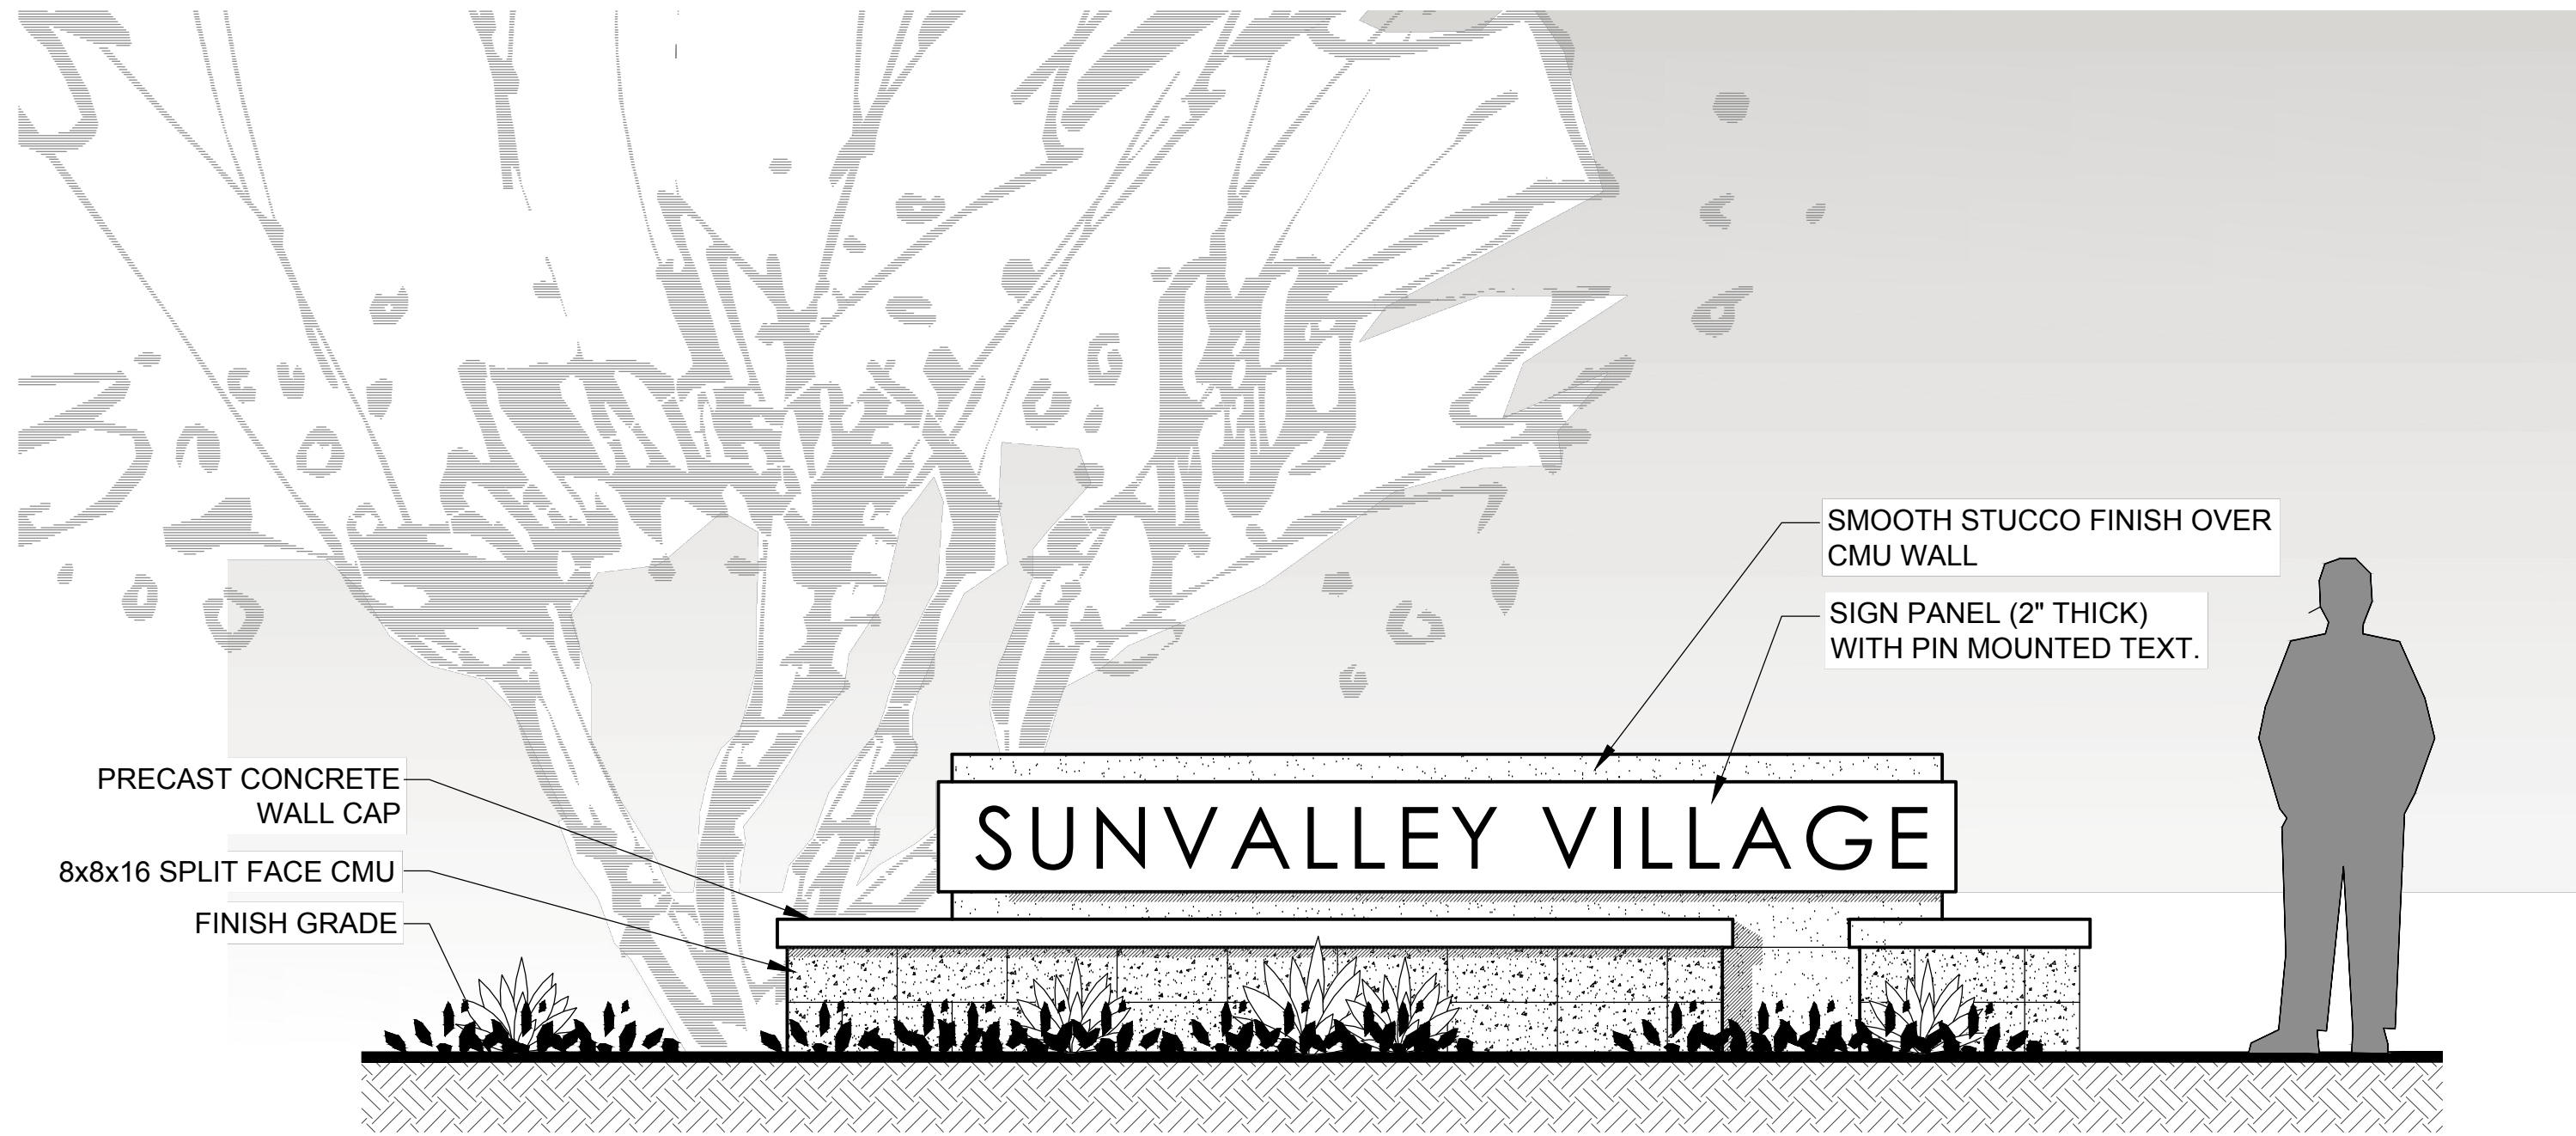 SMOOTH STUCCO FINISH OVER
CMU WALL
SIGN PANEL (2" THICK)
WITH PIN MOUNTED TEXT.
PRECAST CONCRETE
WALL CAP
8x8x16 SPLIT FACE CMU
FINISH GRADE
SUNVALLEY VILLAGE